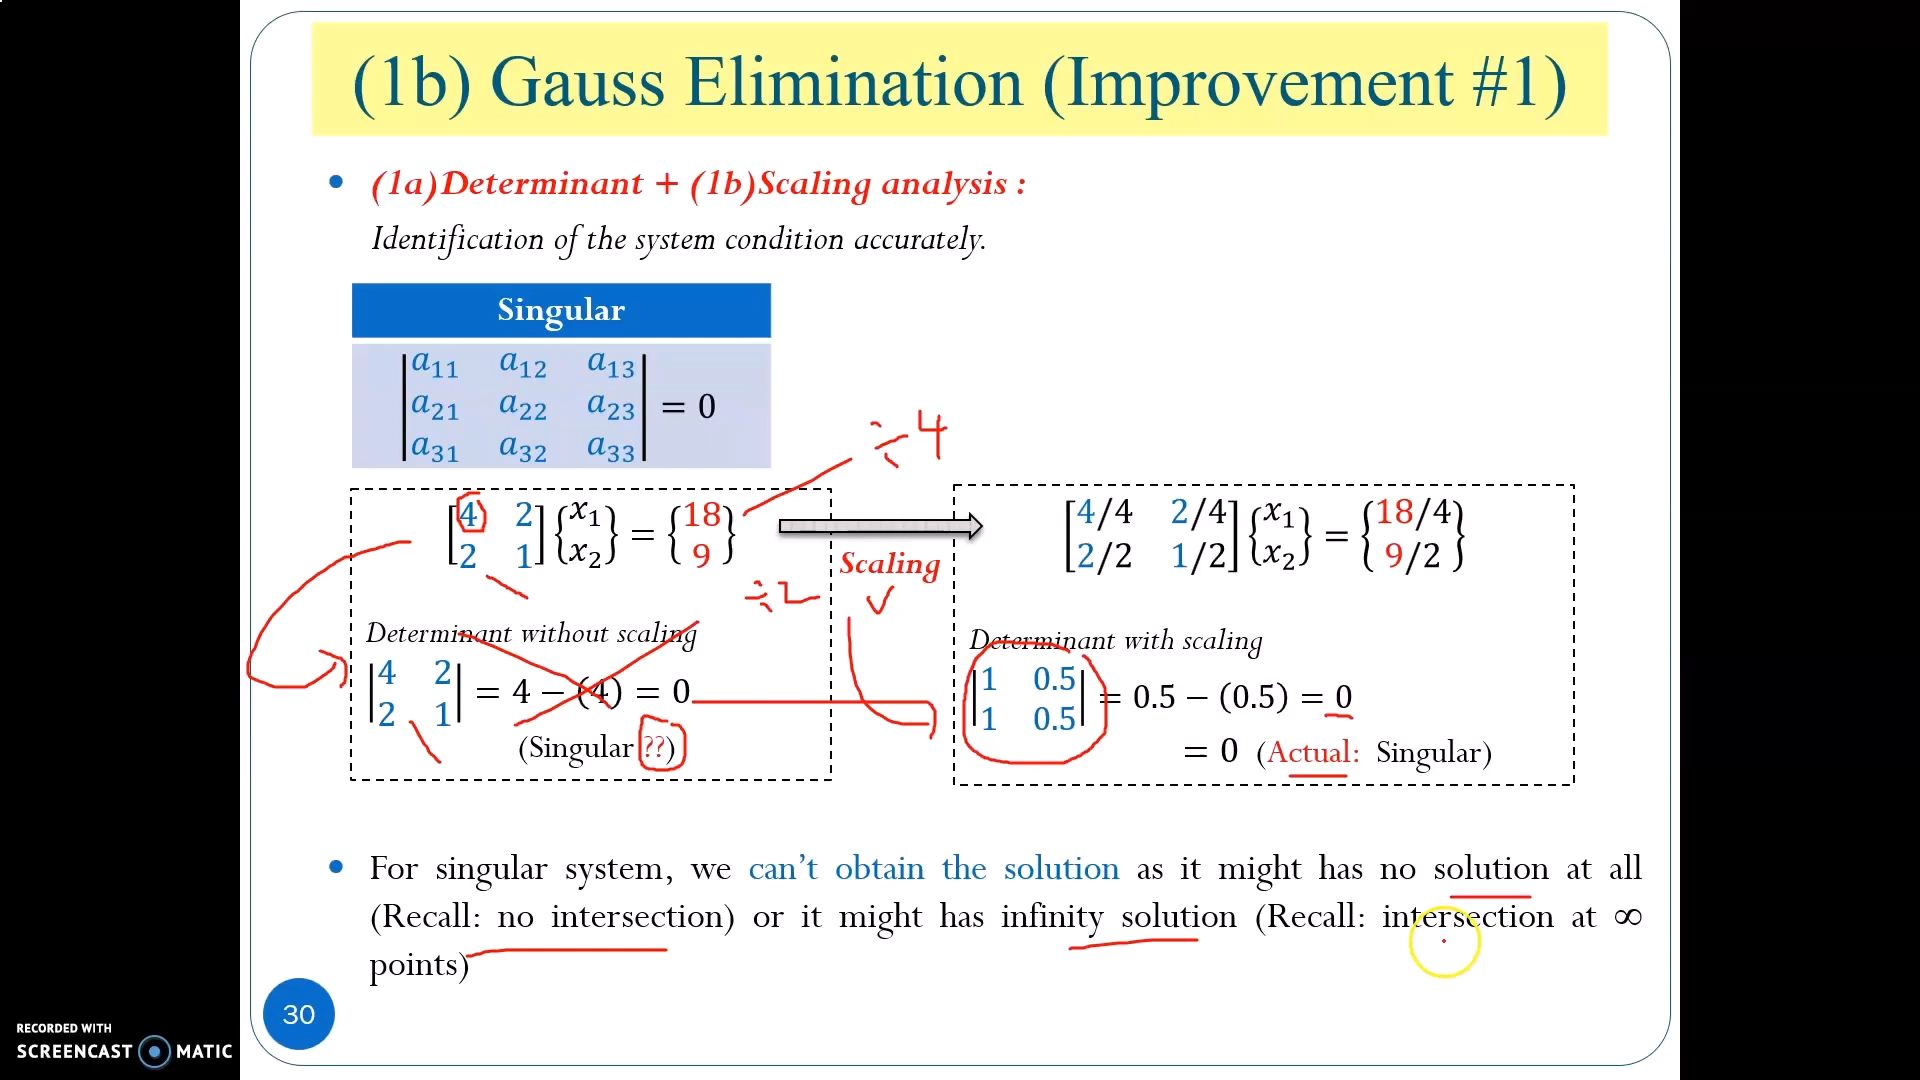 (1b) Gauss Elimination (Improvement #1)
• (1a)Determinant + (1b)Scaling analysis :
Identification of the system condition accurately.
Singular
|a₁₁ a₁₂ a₁₃|
|a₂₁ a₂₂ a₂₃| = 0
|a₃₁ a₃₂ a₃₃|
÷4
[4 2] {x₁} = {18}
[2 1] {x₂} = {9}
÷2
Determinant without scaling
|4 2|
|2 1| = 4 − (4) = 0
(Singular ??)
Scaling
✓
[4/4 2/4] {x₁} = {18/4}
[2/2 1/2] {x₂} = {9/2}
Determinant with scaling
|1 0.5|
|1 0.5| = 0.5 − (0.5) = 0
= 0 (Actual: Singular)
• For singular system, we can't obtain the solution as it might has no solution at all
(Recall: no intersection) or it might has infinity solution (Recall: intersection at ∞
points)
30
RECORDED WITH
SCREENCAST MATIC